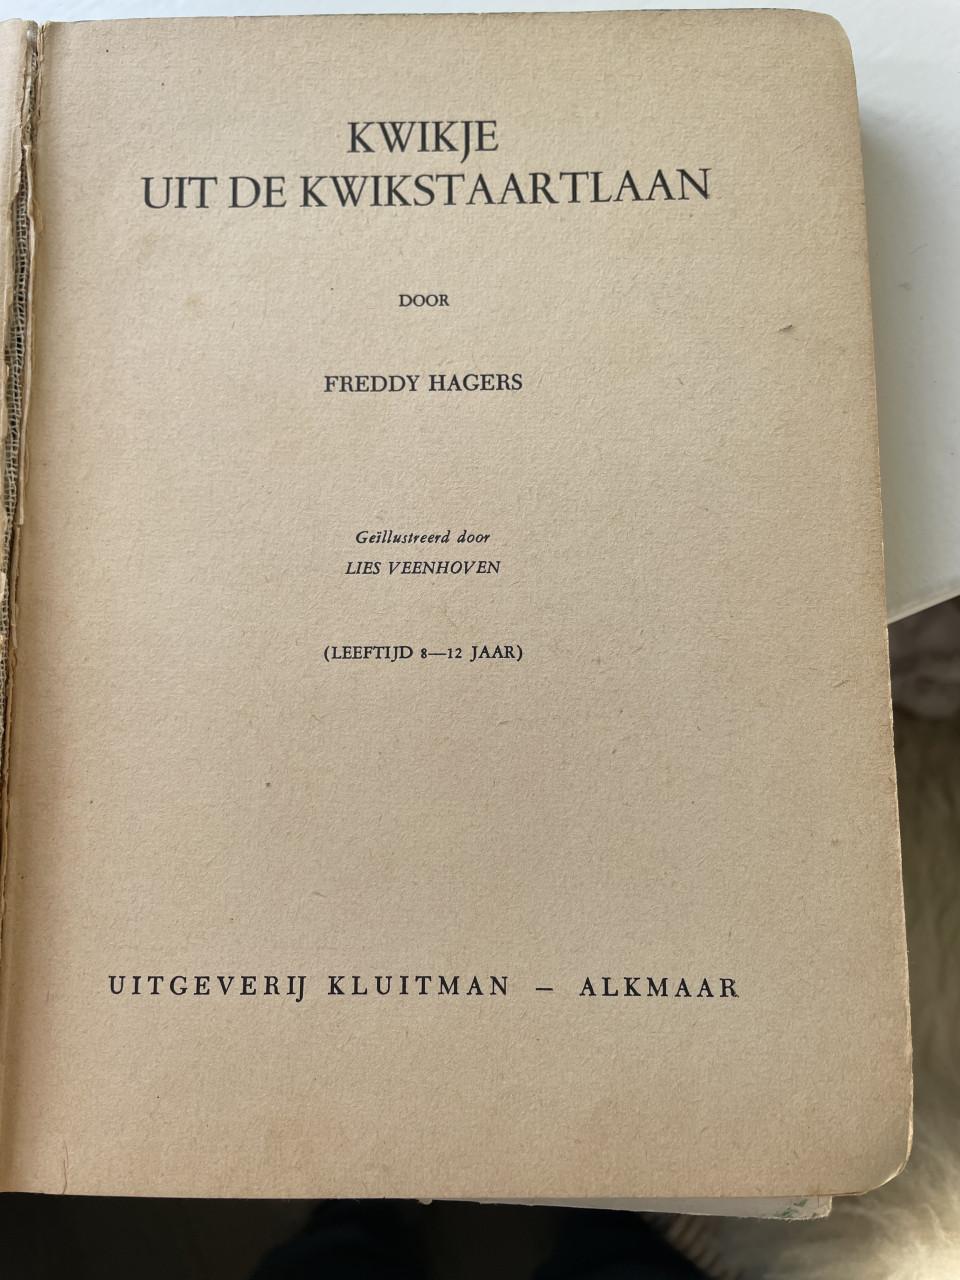 KWIKJE
UIT DE KWIKSTAARTLAAN
DOOR
FREDDY HAGERS
Geïllustreerd door
LIES VEENHOVEN
(LEEFTIJD 8—12 JAAR)
UITGEVERIJ KLUITMAN – ALKMAAR